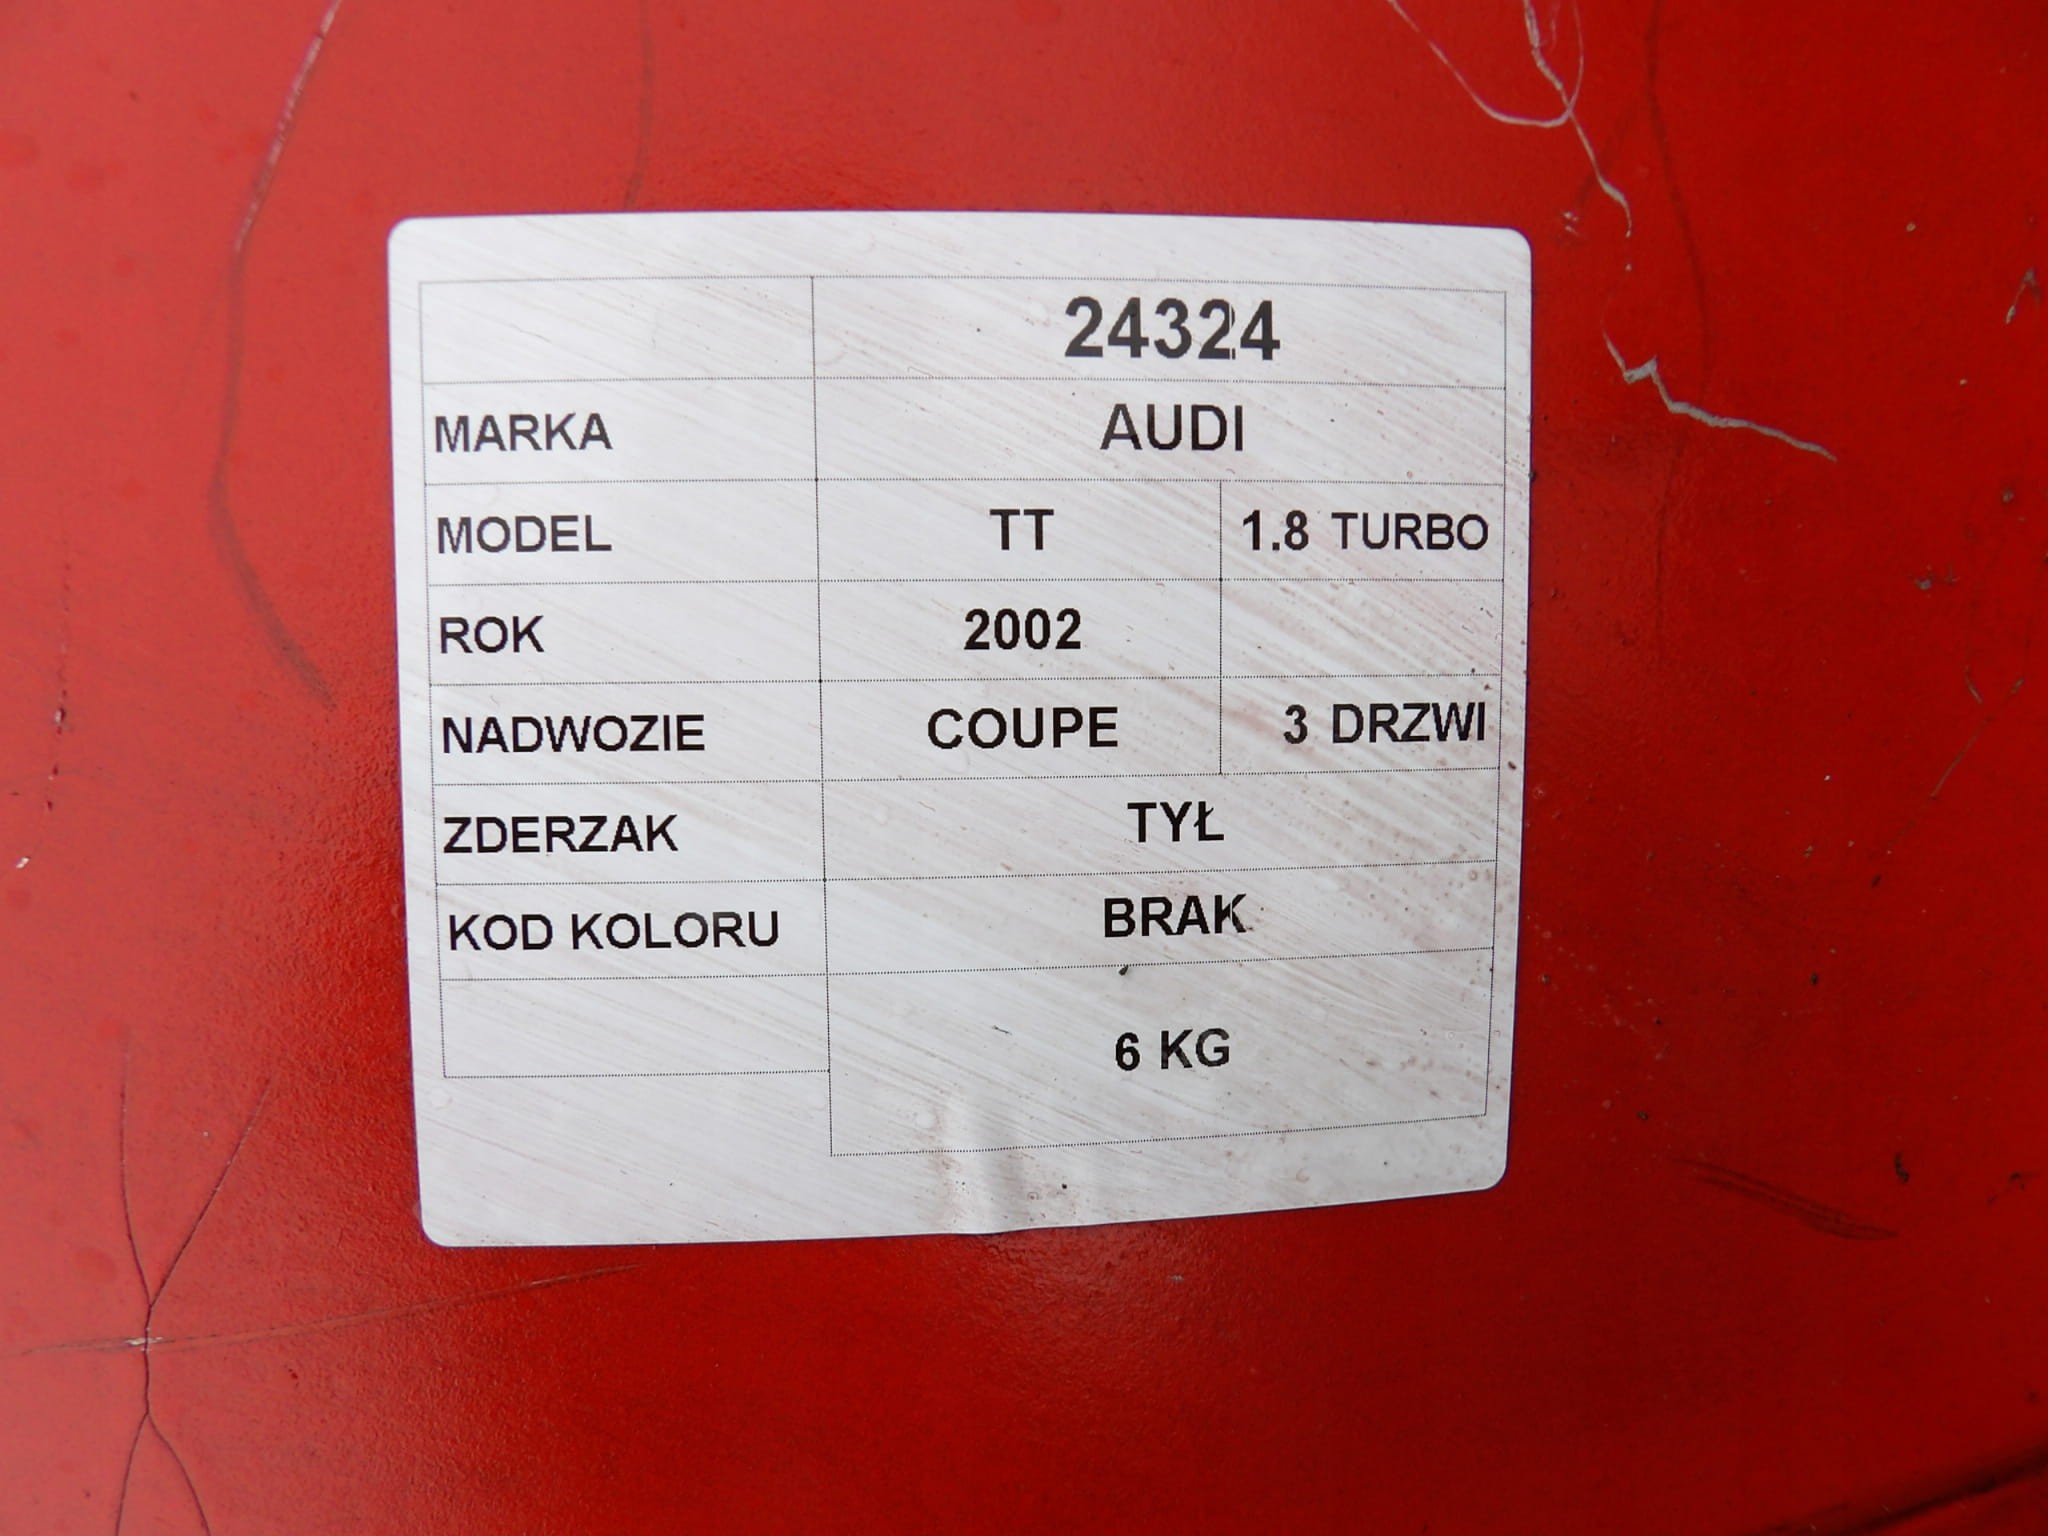 24324
MARKA AUDI
MODEL TT 1.8 TURBO
ROK 2002
NADWOZIE COUPE 3 DRZWI
ZDERZAK TYŁ
KOD KOLORU BRAK
6 KG